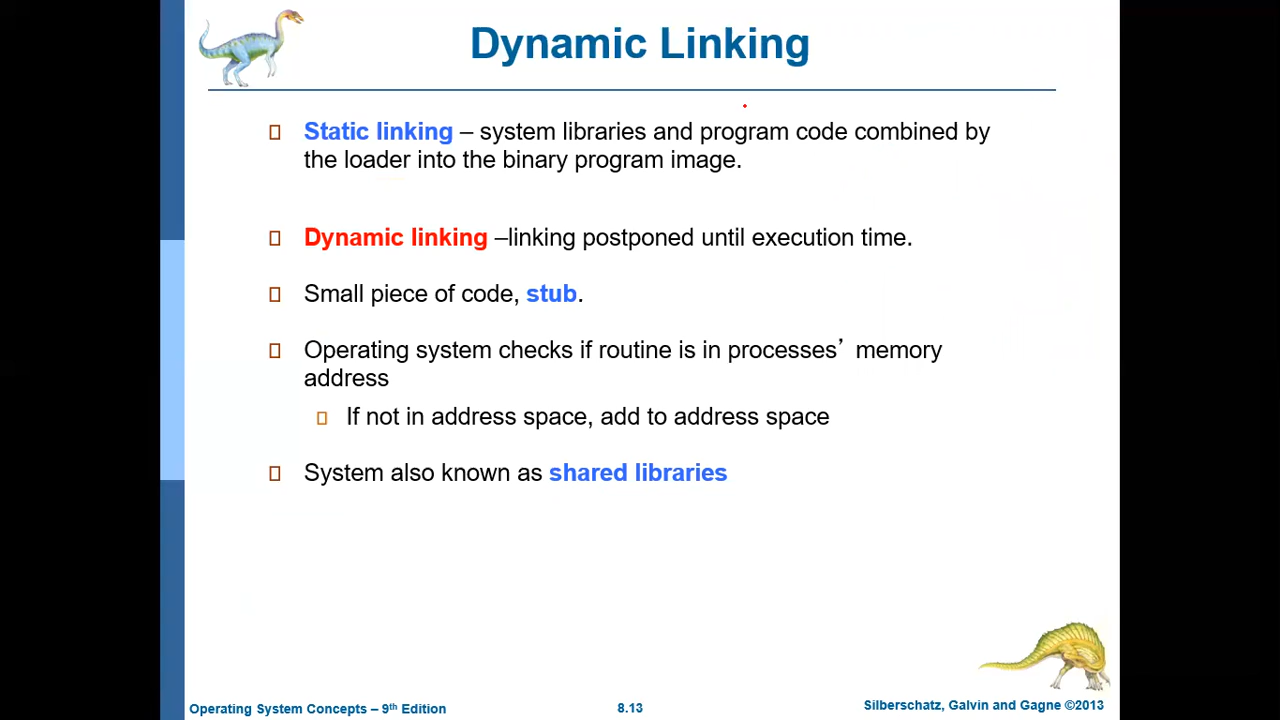 Dynamic Linking
Static linking – system libraries and program code combined by
the loader into the binary program image.
Dynamic linking –linking postponed until execution time.
Small piece of code, stub.
Operating system checks if routine is in processes’ memory
address
If not in address space, add to address space
System also known as shared libraries
Operating System Concepts – 9th Edition
8.13
Silberschatz, Galvin and Gagne ©2013